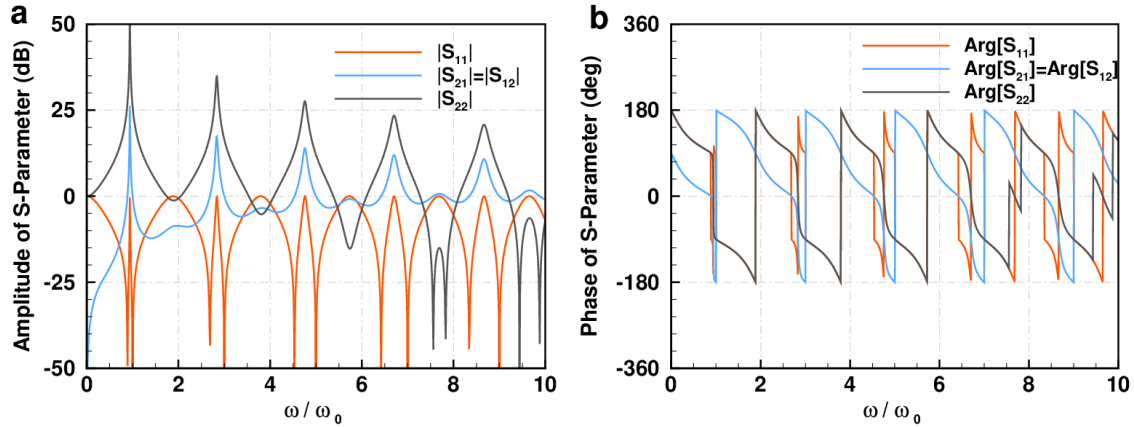 a
50
25
0
-25
-50
Amplitude of S-Parameter (dB)
|S₁₁|
|S₂₁|=|S₁₂|
|S₂₂|
0 2 4 6 8 10
ω / ω₀
b
360
180
0
-180
-360
Phase of S-Parameter (deg)
Arg[S₁₁]
Arg[S₂₁]=Arg[S₁₂]
Arg[S₂₂]
0 2 4 6 8 10
ω / ω₀